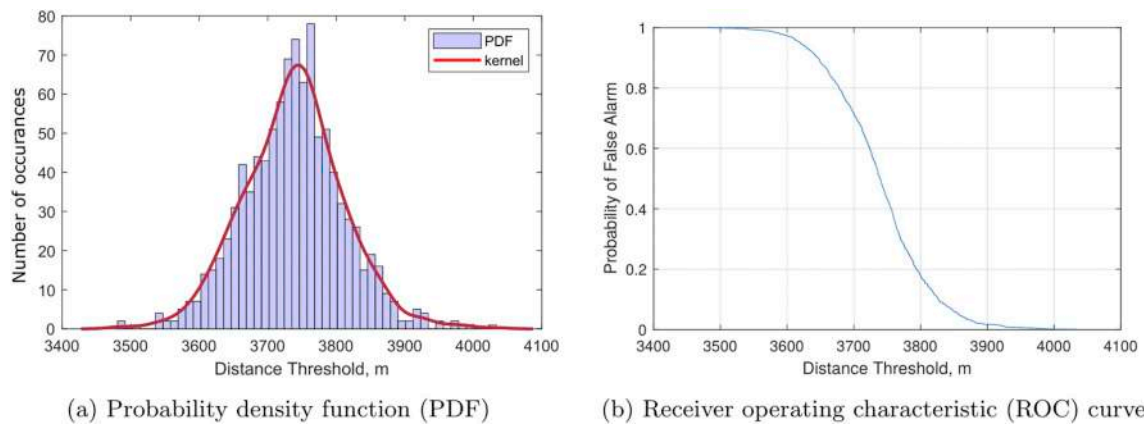 80
70
60
50
40
30
20
10
0
Number of occurances
PDF
kernel
3400 3500 3600 3700 3800 3900 4000 4100
Distance Threshold, m
(a) Probability density function (PDF)
1
0.8
0.6
0.4
0.2
0
Probability of False Alarm
3400 3500 3600 3700 3800 3900 4000 4100
Distance Threshold, m
(b) Receiver operating characteristic (ROC) curve